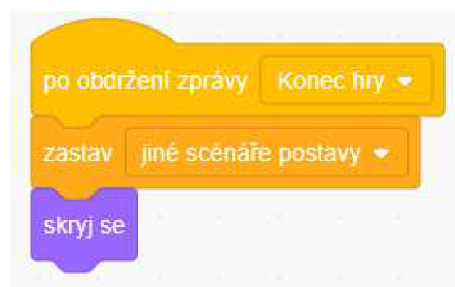 po obdržení zprávy Konec hry
zastav jiné scénáře postavy
skryj se